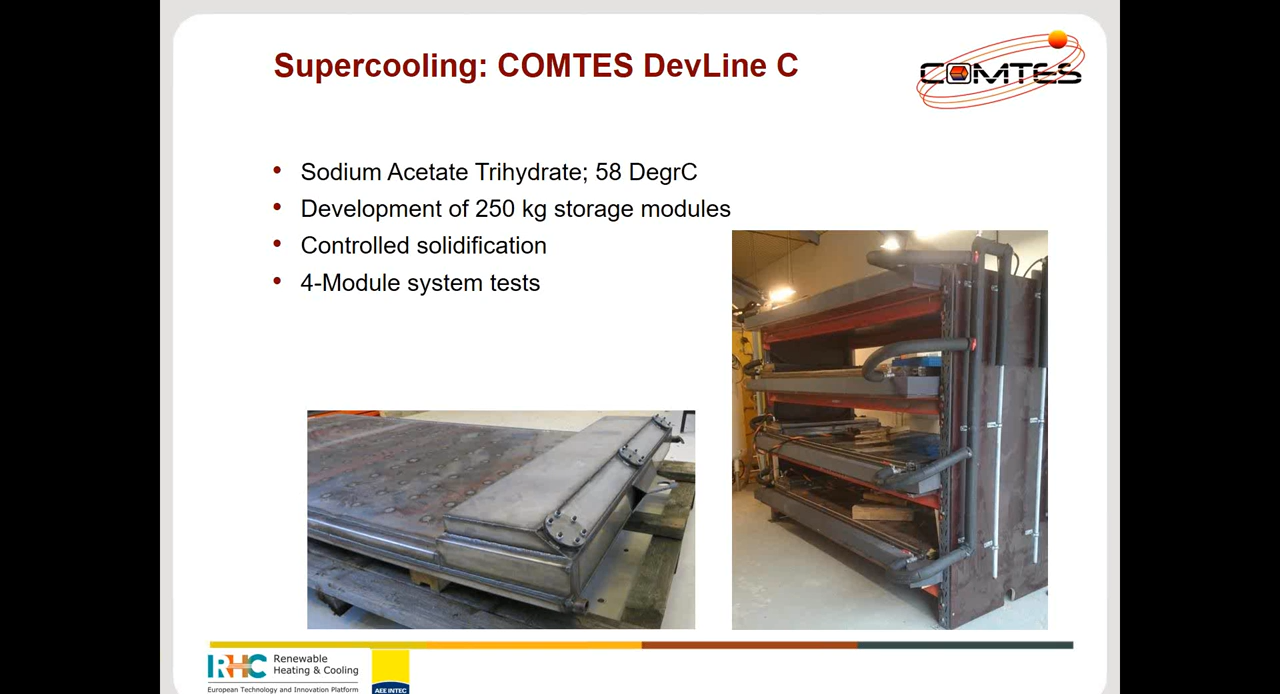 Supercooling: COMTES DevLine C
COMTES
• Sodium Acetate Trihydrate; 58 DegrC
• Development of 250 kg storage modules
• Controlled solidification
• 4-Module system tests
RHC Renewable
Heating & Cooling
European Technology and Innovation Platform
AEE INTEC